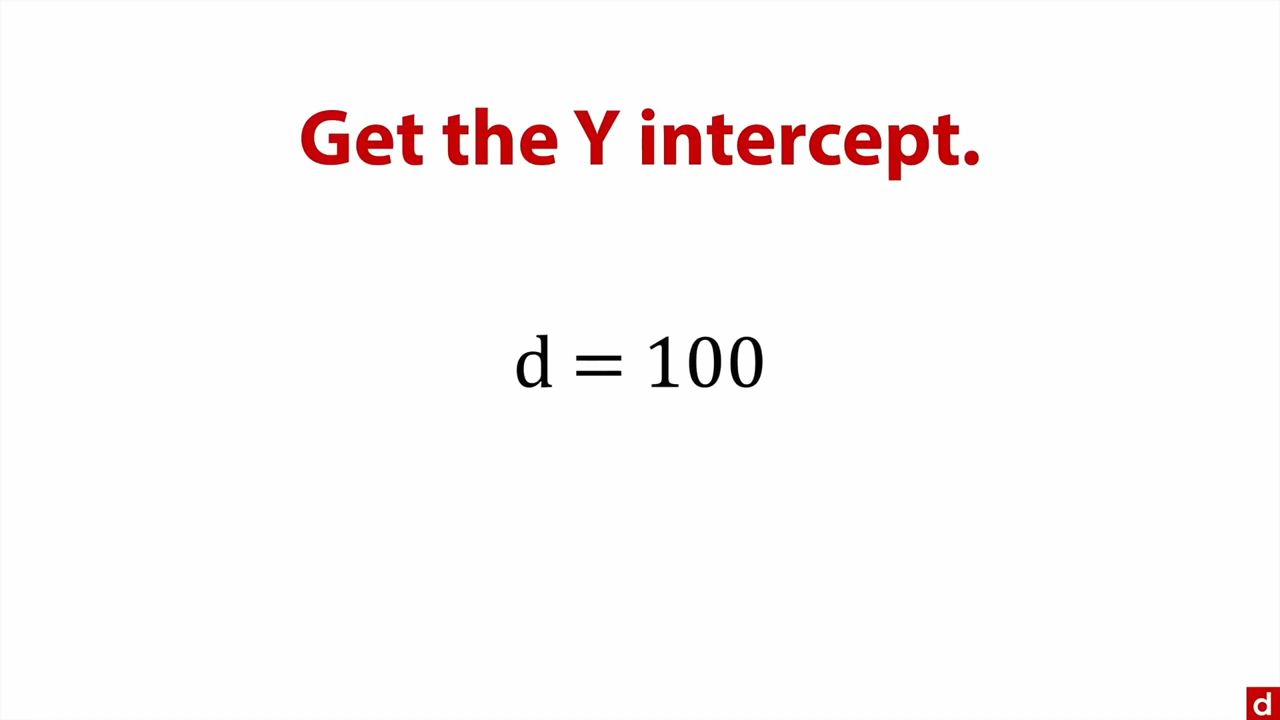 Get the Y intercept.
d = 100
d